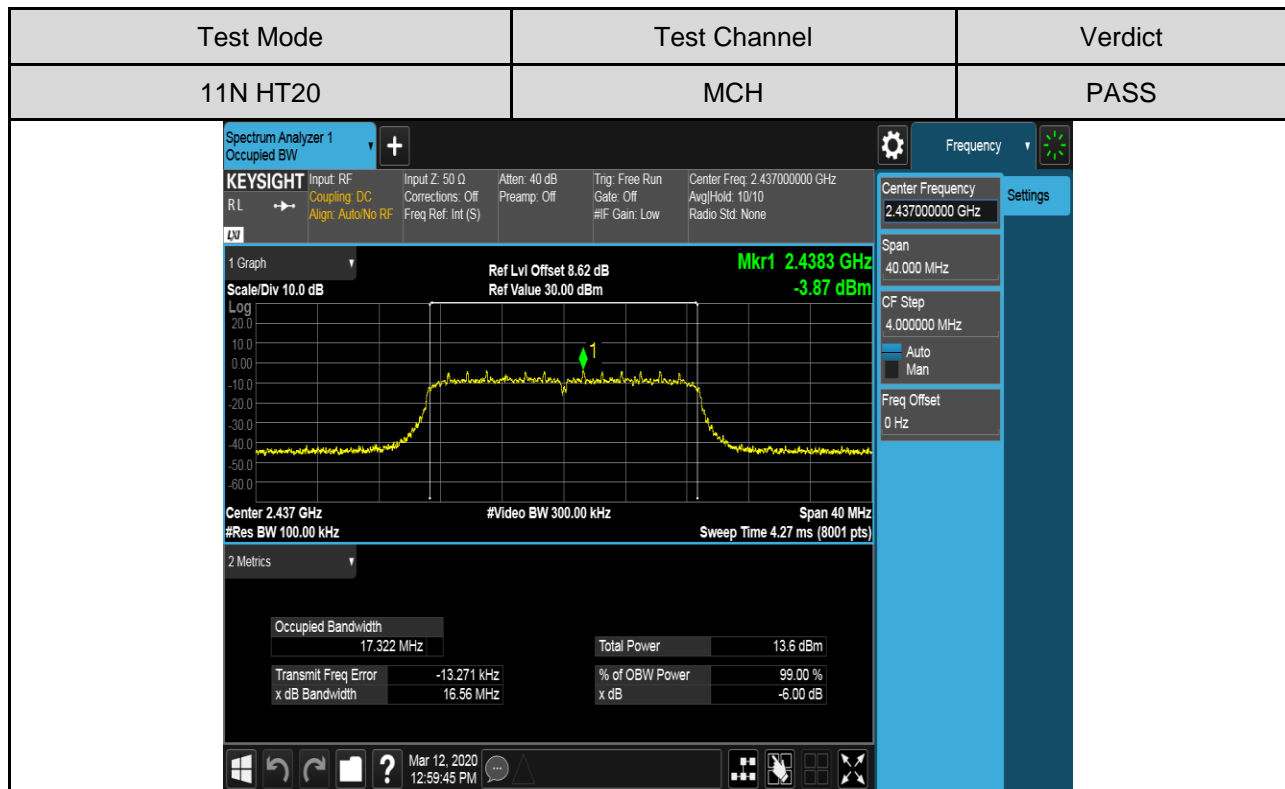 Test Mode Test Channel Verdict
11N HT20 MCH PASS
Spectrum Analyzer 1
Occupied BW
+
Frequency
KEYSIGHT Input: RF Input Z: 50 Ω Atten: 40 dB Trig: Free Run Center Freq: 2.437000000 GHz
RL Coupling: DC Corrections: Off Preamp: Off Gate: Off Avg|Hold: 10/10
Align: Auto/No RF Freq Ref: Int (S) #IF Gain: Low Radio Std: None
LXI
Center Frequency
2.437000000 GHz
Settings
Span
40.000 MHz
CF Step
4.000000 MHz
Auto
Man
Freq Offset
0 Hz
1 Graph Ref Lvl Offset 8.62 dB Mkr1 2.4383 GHz
Scale/Div 10.0 dB Ref Value 30.00 dBm -3.87 dBm
Log
20.0
10.0
0.00
-10.0
-20.0
-30.0
-40.0
-50.0
-60.0
1
Center 2.437 GHz #Video BW 300.00 kHz Span 40 MHz
#Res BW 100.00 kHz Sweep Time 4.27 ms (8001 pts)
2 Metrics
Occupied Bandwidth
17.322 MHz Total Power 13.6 dBm
Transmit Freq Error -13.271 kHz % of OBW Power 99.00 %
x dB Bandwidth 16.56 MHz x dB -6.00 dB
? Mar 12, 2020
12:59:45 PM